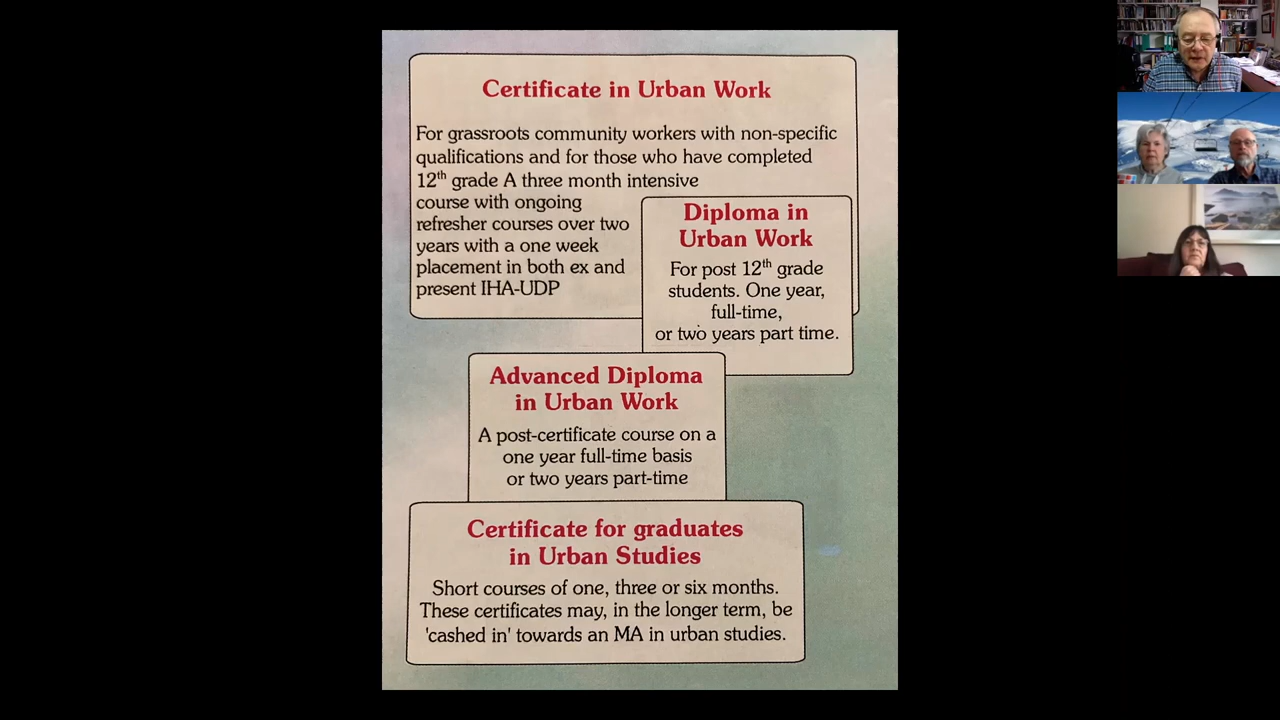 Certificate in Urban Work
For grassroots community workers with non-specific
qualifications and for those who have completed
12th grade A three month intensive
course with ongoing
refresher courses over two
years with a one week
placement in both ex and
present IHA-UDP
Diploma in
Urban Work
For post 12th grade
students. One year,
full-time,
or two years part time.
Advanced Diploma
in Urban Work
A post-certificate course on a
one year full-time basis
or two years part-time
Certificate for graduates
in Urban Studies
Short courses of one, three or six months.
These certificates may, in the longer term, be
'cashed in' towards an MA in urban studies.